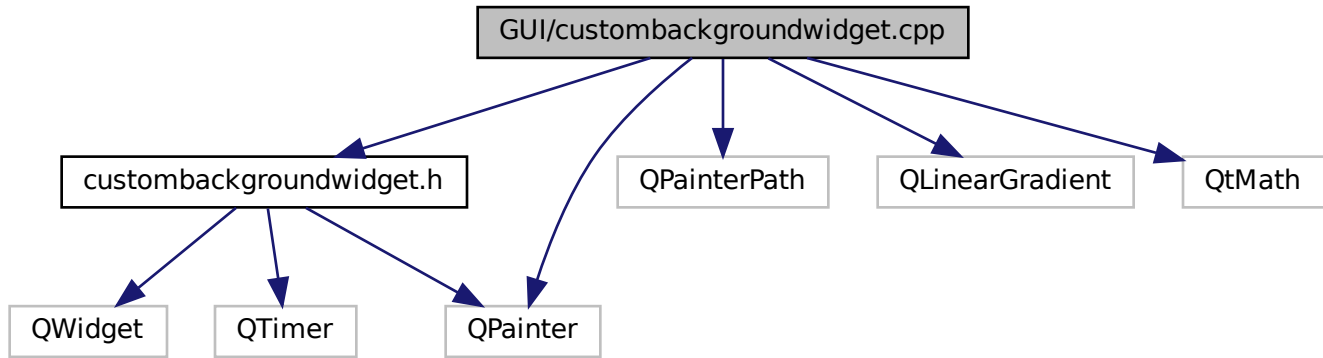 GUI/custombackgroundwidget.cpp
custombackgroundwidget.h
QPainterPath
QLinearGradient
QtMath
QWidget
QTimer
QPainter